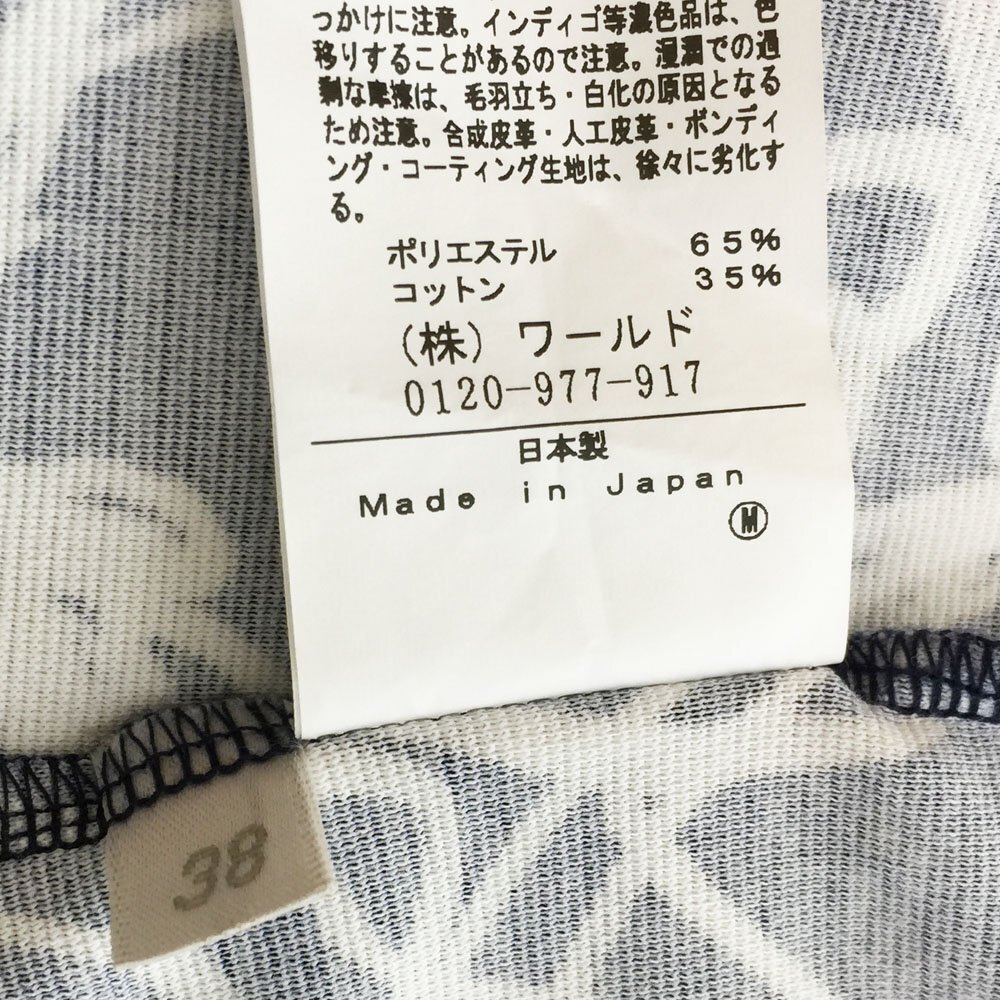 っかけに注意。インディゴ等濃色品は、色
移りすることがあるので注意。湿潤での過
剰な摩擦は、毛羽立ち・白化の原因となる
ため注意。合成皮革・人工皮革・ボンディ
ング・コーティング生地は、徐々に劣化す
る。
ポリエステル 65%
コットン 35%
(株) ワールド
0120-977-917
日本製
Made in Japan
M
38